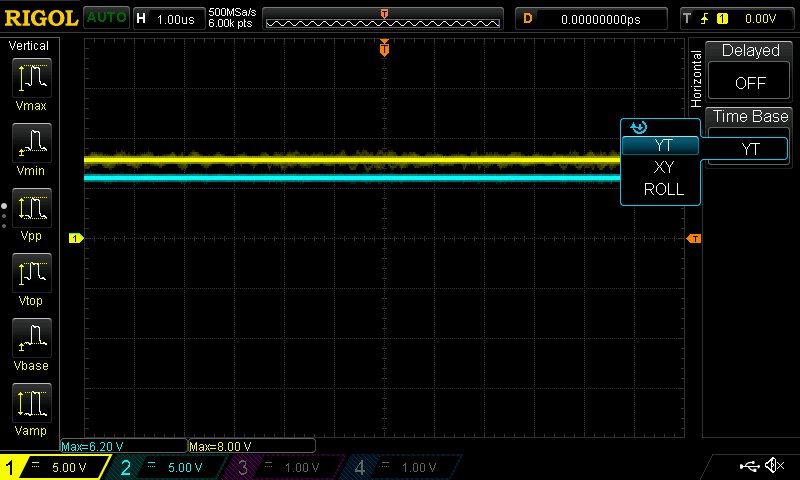 RIGOL AUTO H 1.00us 500MSa/s
6.00k pts
T
D 0.00000000ps
T 1 0.00V
Vertical
Vmax
Vmin
Vpp
Vtop
Vbase
Vamp
T
1
T
Horizontal
Delayed
OFF
Time Base
YT
YT
XY
ROLL
Max=6.20 V Max=8.00 V
1 5.00 V 2 5.00 V 3 1.00 V 4 1.00 V